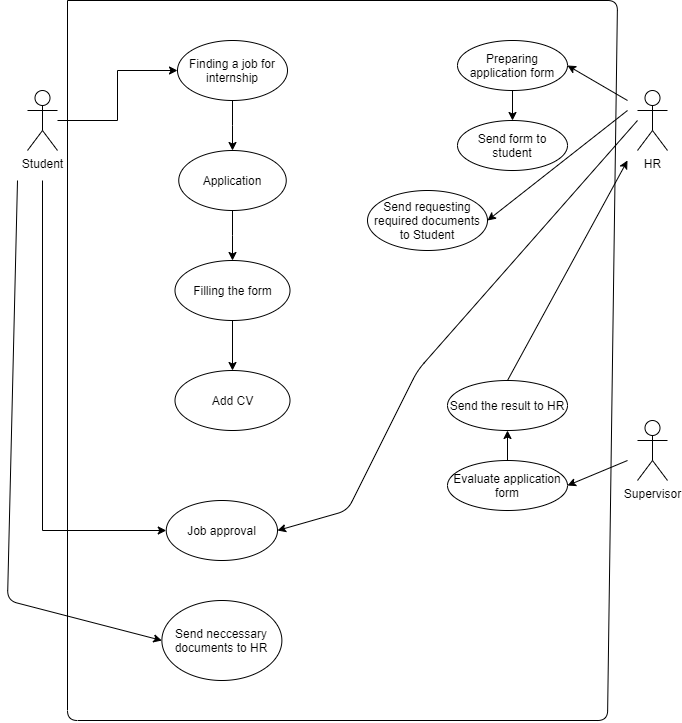 Finding a job for
internship
Preparing
application form
Send form to
student
Student
HR
Application
Send requesting
required documents
to Student
Filling the form
Add CV
Send the result to HR
Evaluate application
form
Supervisor
Job approval
Send neccessary
documents to HR